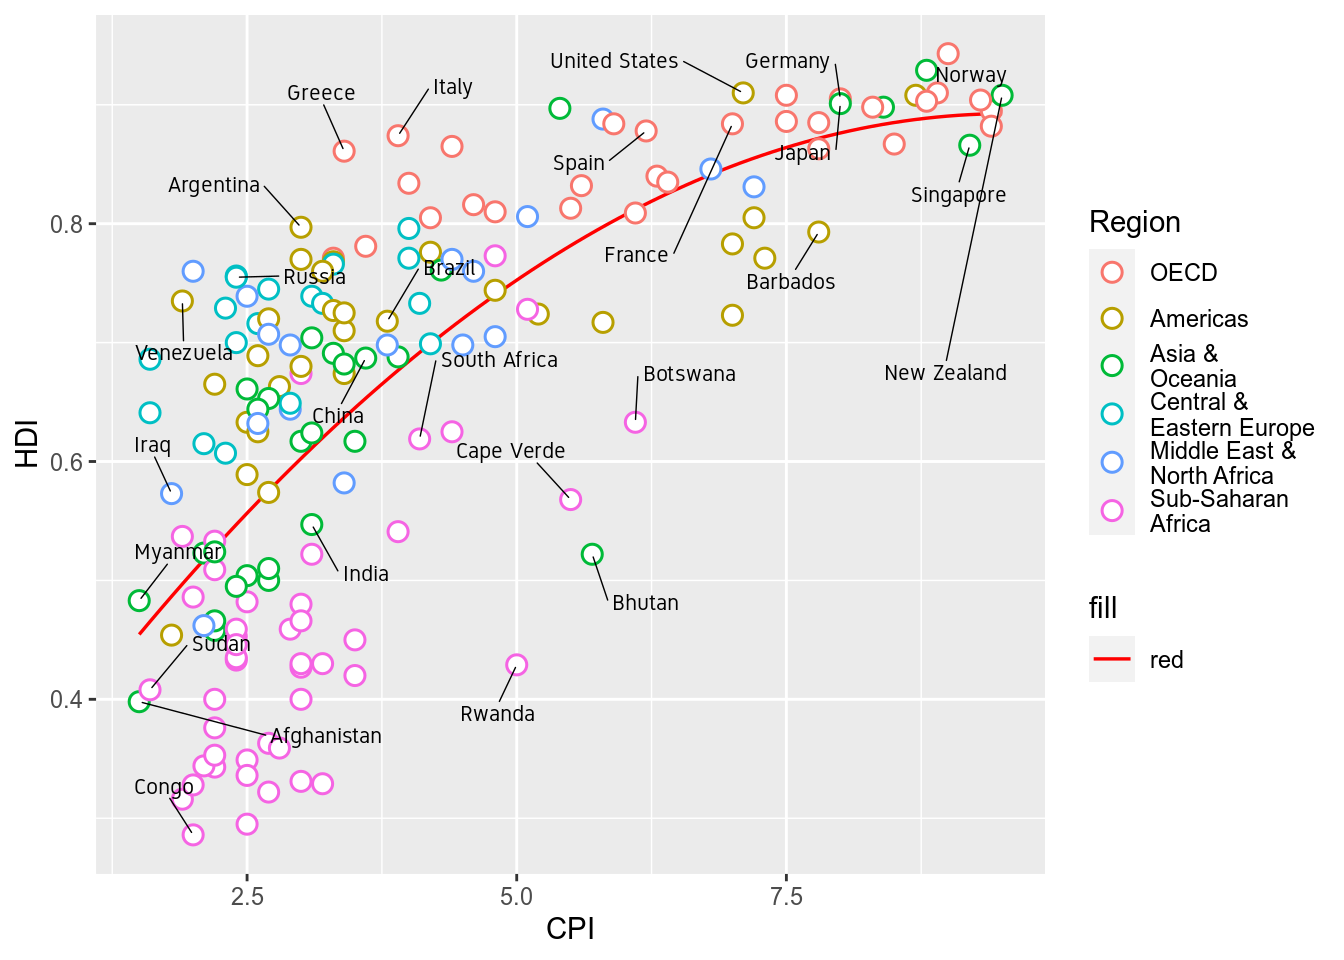 United States
Germany
Norway
Greece
Italy
Spain
Japan
Argentina
Singapore
France
Brazil
Russia
Barbados
Venezuela
South Africa
New Zealand
Botswana
China
Iraq
Cape Verde
Myanmar
India
Bhutan
Sudan
Rwanda
Afghanistan
Congo
0.8
0.6
0.4
HDI
2.5
5.0
7.5
CPI
Region
OECD
Americas
Asia &
Oceania
Central &
Eastern Europe
Middle East &
North Africa
Sub-Saharan
Africa
fill
red